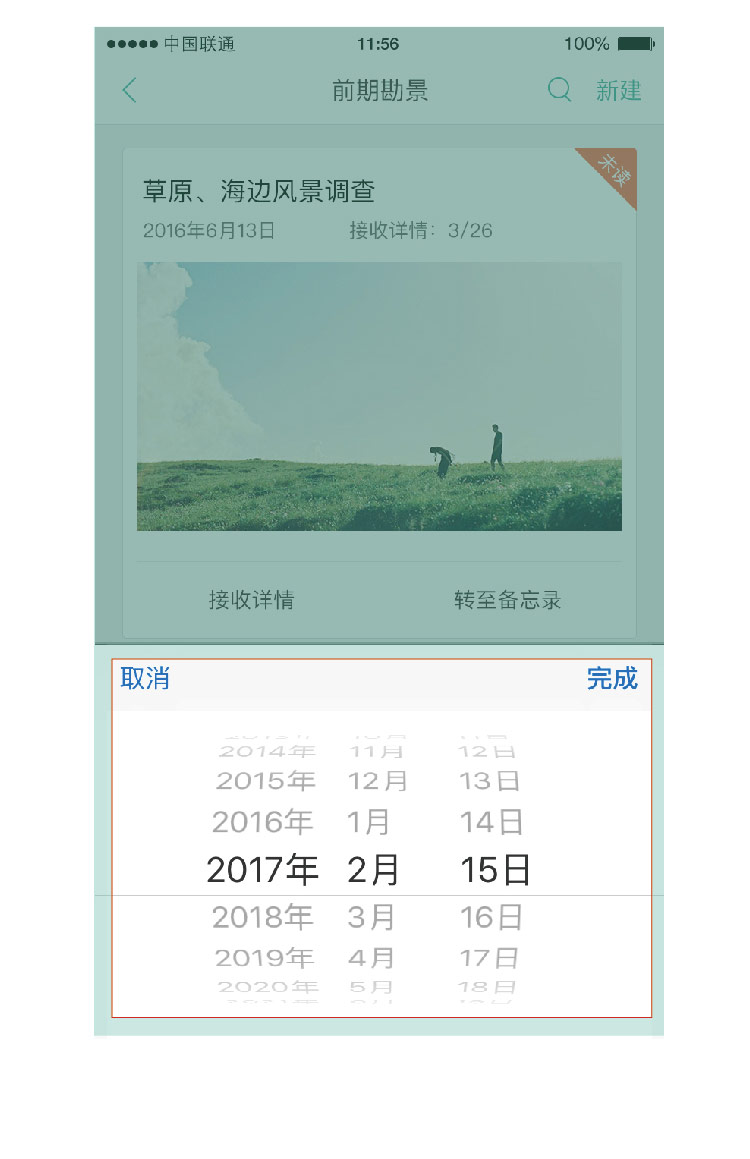 中国联通 11:56 100%
前期勘景 新建
未读
草原、海边风景调查
2016年6月13日 接收详情：3/26
接收详情 转至备忘录
取消 完成
2014年 11月 12日
2015年 12月 13日
2016年 1月 14日
2017年 2月 15日
2018年 3月 16日
2019年 4月 17日
2020年 5月 18日